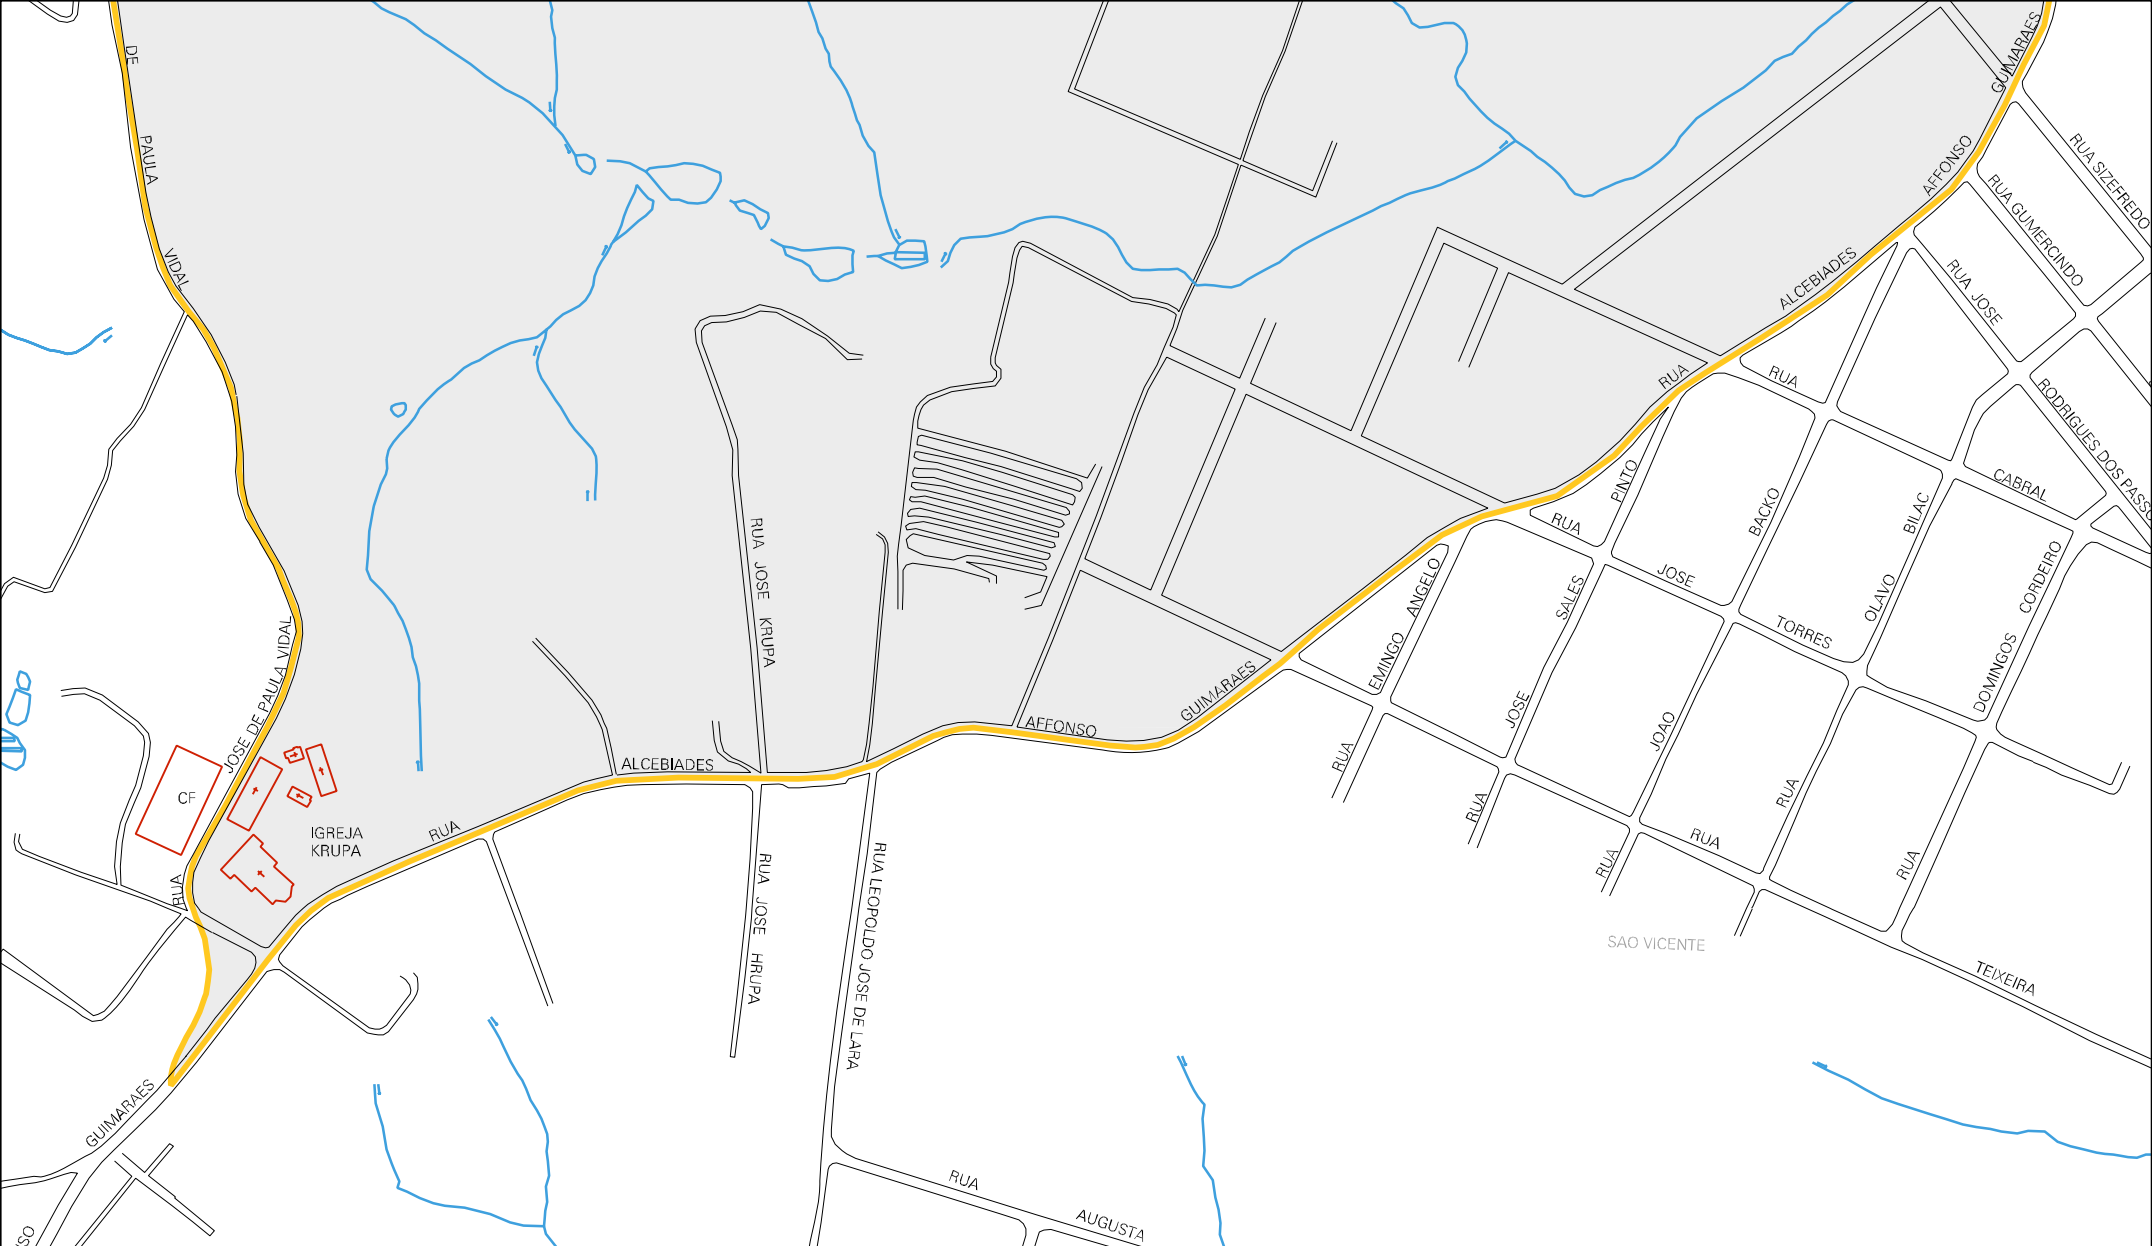 DE
PAULA
VIDAL
JOSE DE PAULA VIDAL
RUA
CF
IGREJA
KRUPA
GUIMARAES
RUA
ALCEBIADES
AFFONSO
GUIMARAES
RUA JOSE KRUPA
RUA JOSE HRUPA
RUA LEOPOLDO JOSE DE LARA
RUA
AUGUSTA
RUA
ALCEBIADES
AFFONSO
GUIMARAES
RUA SIZEFREDO
RUA GUMERCINDO
RUA JOSE
RODRIGUES DOS PASSO
RUA
CABRAL
RUA
JOSE
TORRES
PINTO
BACKO
BILAC
OLAVO
CORDEIRO
DOMINGOS
ANGELO
EMINGO
RUA
SALES
JOSE
RUA
JOAO
RUA
RUA
RUA
RUA
TEIXEIRA
SAO VICENTE
SO